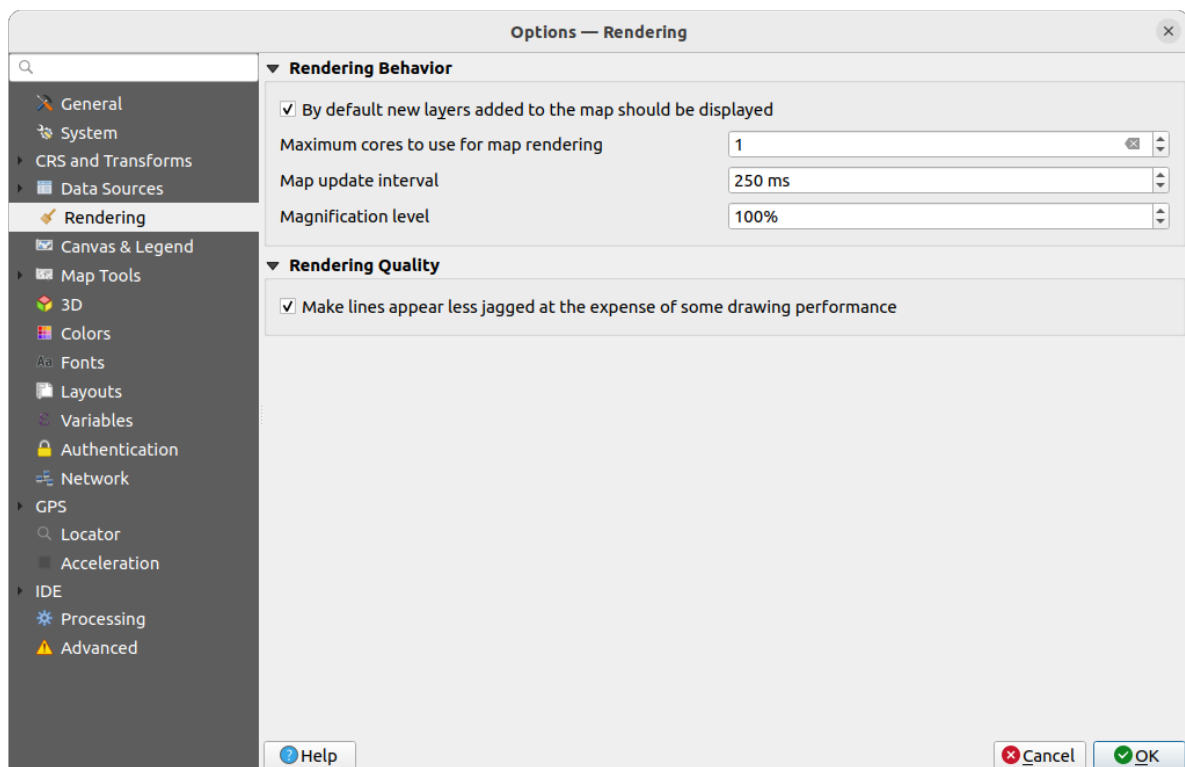 Options — Rendering
General
System
CRS and Transforms
Data Sources
Rendering
Canvas & Legend
Map Tools
3D
Colors
Fonts
Layouts
Variables
Authentication
Network
GPS
Locator
Acceleration
IDE
Processing
Advanced
Rendering Behavior
By default new layers added to the map should be displayed
Maximum cores to use for map rendering 1
Map update interval 250 ms
Magnification level 100%
Rendering Quality
Make lines appear less jagged at the expense of some drawing performance
Help Cancel OK